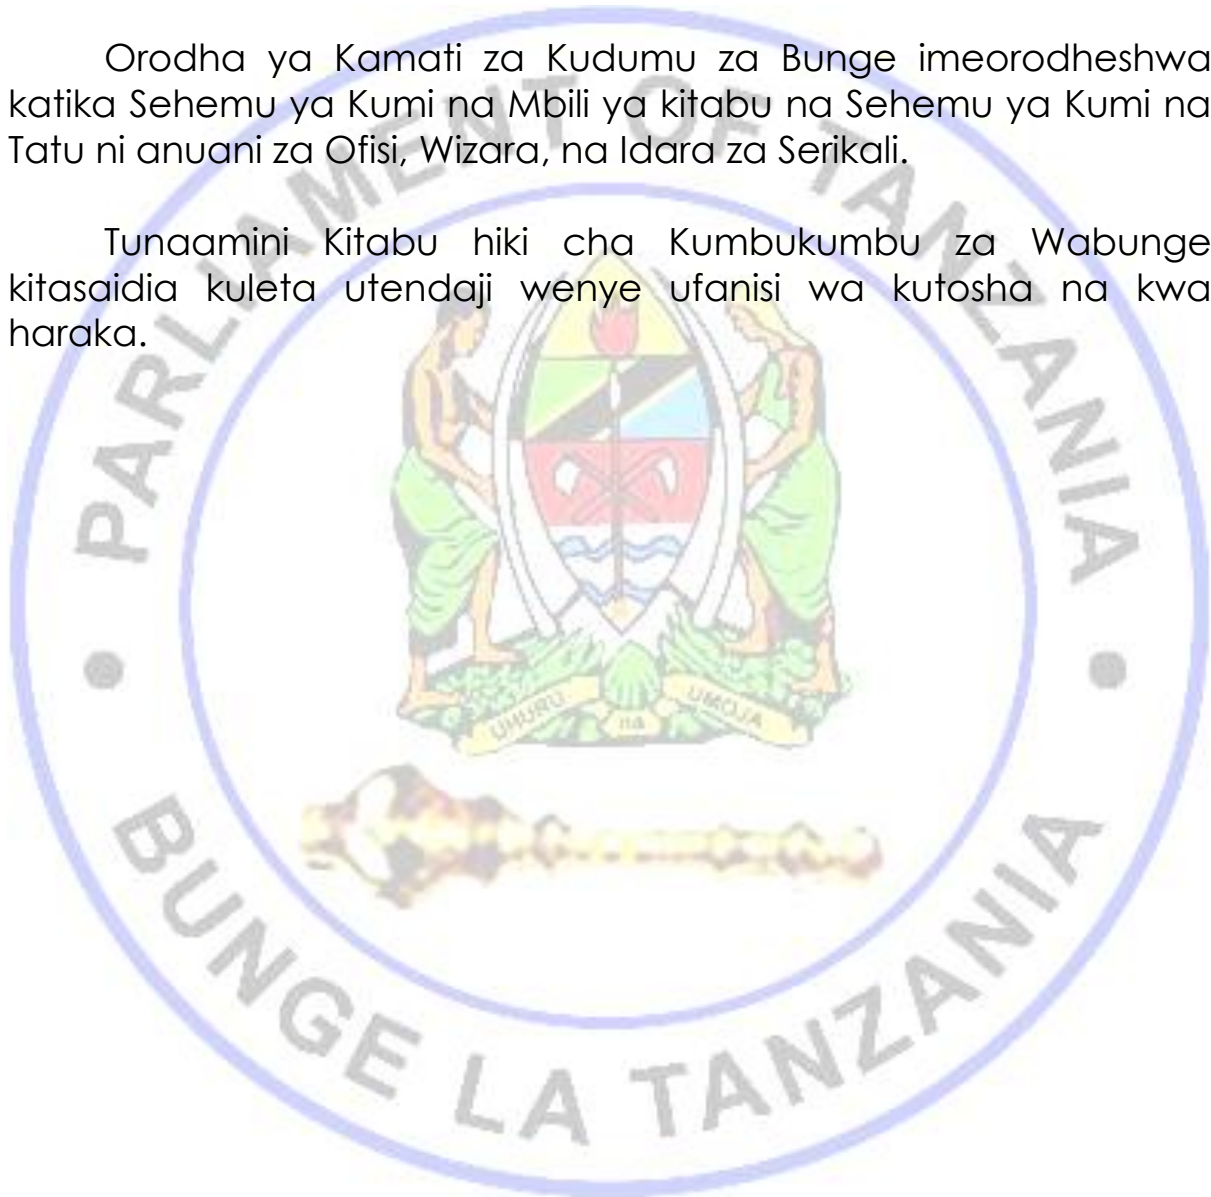 Orodha ya Kamati za Kudumu za Bunge imeorodheshwa
katika Sehemu ya Kumi na Mbili ya kitabu na Sehemu ya Kumi na
Tatu ni anuani za Ofisi, Wizara, na Idara za Serikali.
Tunaamini Kitabu hiki cha Kumbukumbu za Wabunge
kitasaidia kuleta utendaji wenye ufanisi wa kutosha na kwa
haraka.
PARLIAMENT OF TANZANIA
UHURU na UMOJA
BUNGE LA TANZANIA